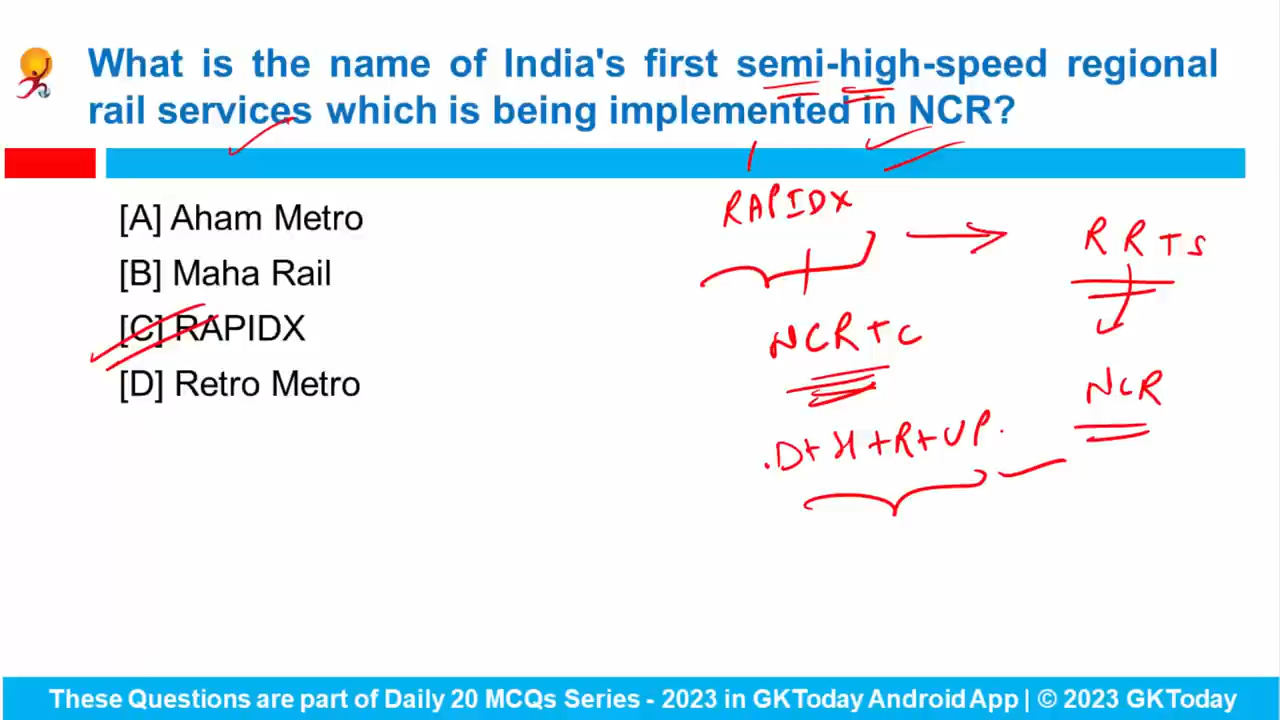 What is the name of India's first semi-high-speed regional
rail services which is being implemented in NCR?
[A] Aham Metro
[B] Maha Rail
[C] RAPIDX
[D] Retro Metro
RAPIDX
RRTS
NCRTC
NCR
D+H+R+UP.
These Questions are part of Daily 20 MCQs Series - 2023 in GKToday Android App | © 2023 GKToday